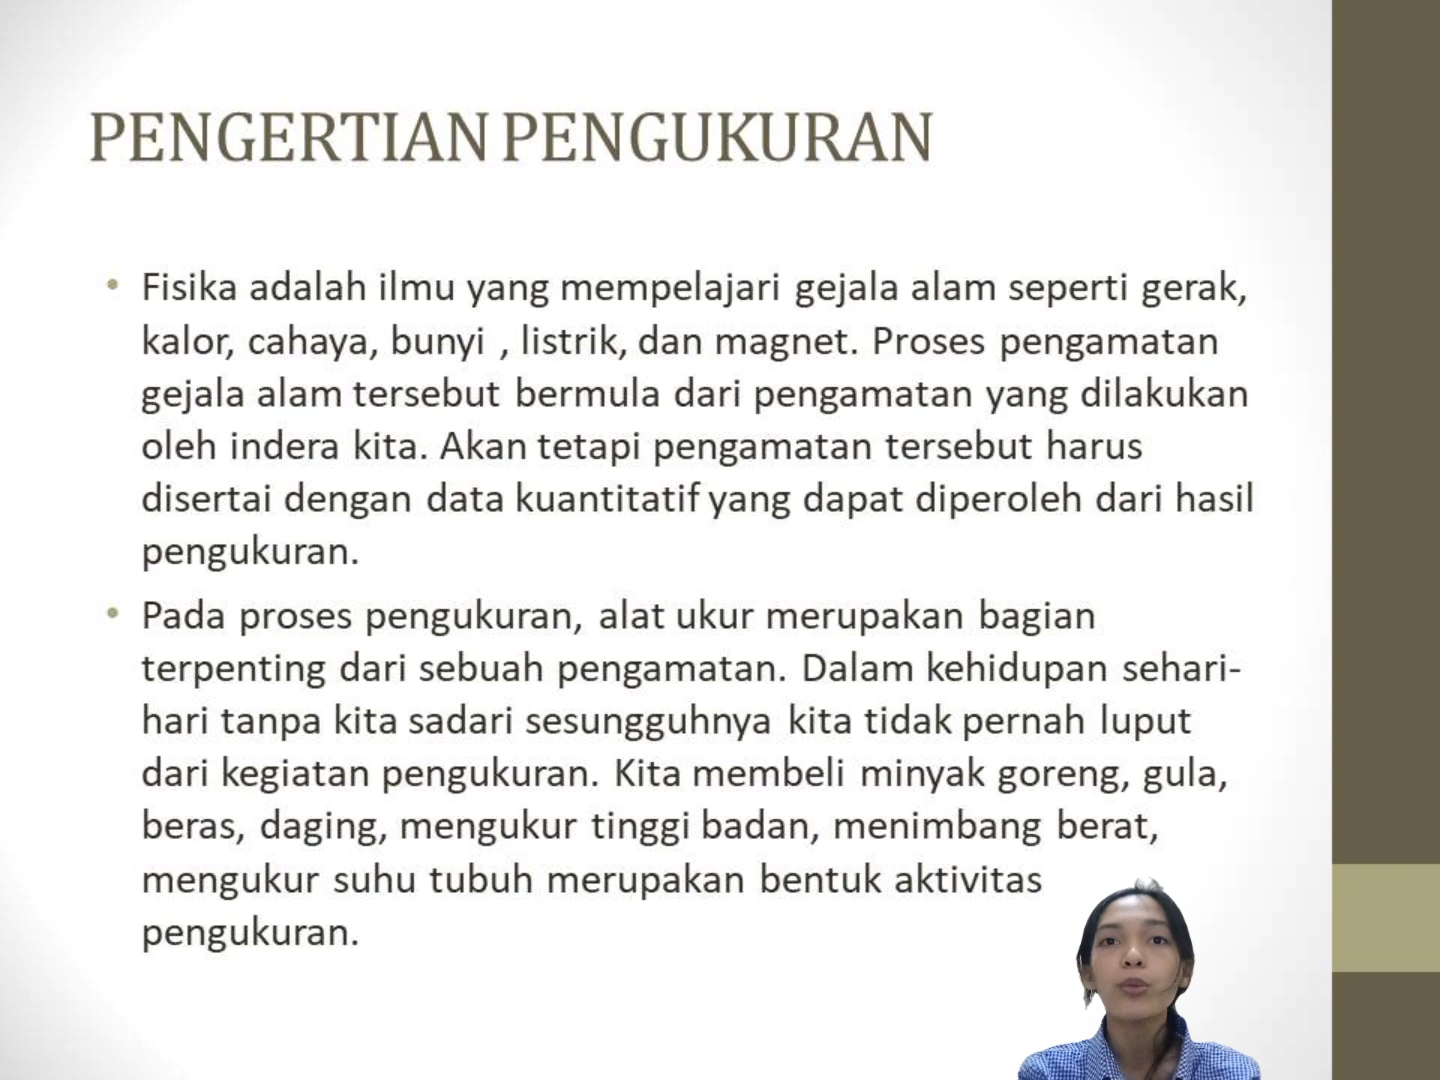 PENGERTIAN PENGUKURAN
• Fisika adalah ilmu yang mempelajari gejala alam seperti gerak,
kalor, cahaya, bunyi , listrik, dan magnet. Proses pengamatan
gejala alam tersebut bermula dari pengamatan yang dilakukan
oleh indera kita. Akan tetapi pengamatan tersebut harus
disertai dengan data kuantitatif yang dapat diperoleh dari hasil
pengukuran.
• Pada proses pengukuran, alat ukur merupakan bagian
terpenting dari sebuah pengamatan. Dalam kehidupan sehari-
hari tanpa kita sadari sesungguhnya kita tidak pernah luput
dari kegiatan pengukuran. Kita membeli minyak goreng, gula,
beras, daging, mengukur tinggi badan, menimbang berat,
mengukur suhu tubuh merupakan bentuk aktivitas
pengukuran.